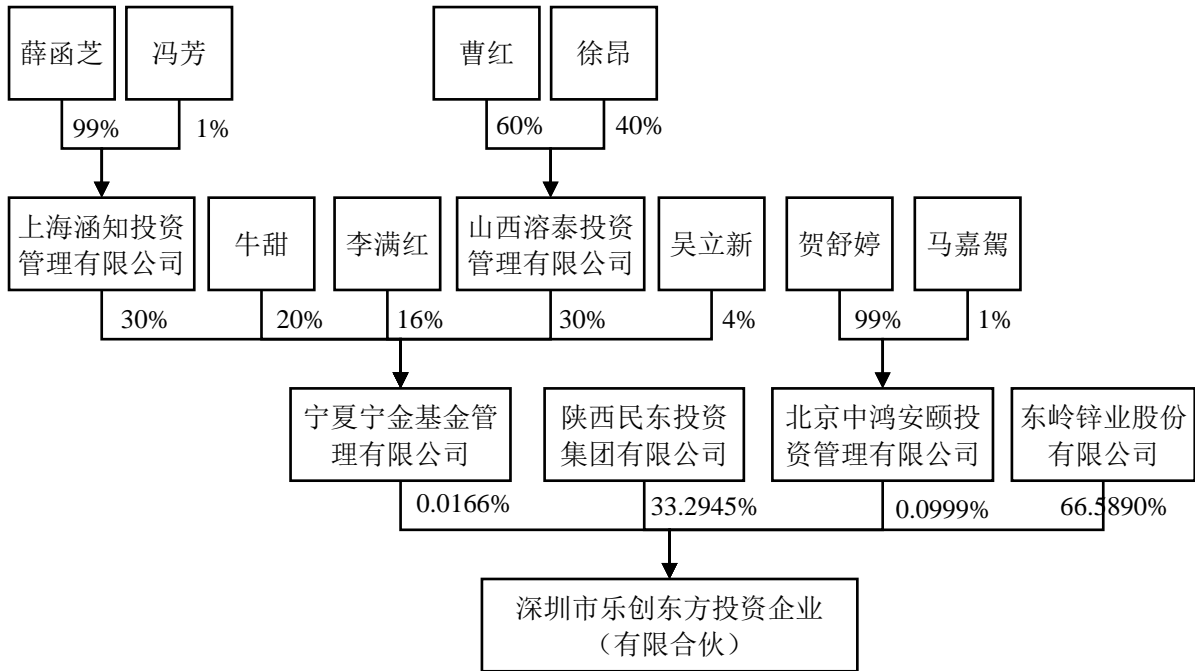 薛函芝
冯芳
曹红
徐昂
99%
1%
60%
40%
上海涵知投资
管理有限公司
牛甜
李满红
山西溶泰投资
管理有限公司
吴立新
贺舒婷
马嘉駕
30%
20%
16%
30%
4%
99%
1%
宁夏宁金基金管
理有限公司
陕西民东投资
集团有限公司
北京中鸿安颐投
资管理有限公司
东岭锌业股份
有限公司
0.0166%
33.2945%
0.0999%
66.5890%
深圳市乐创东方投资企业
（有限合伙）